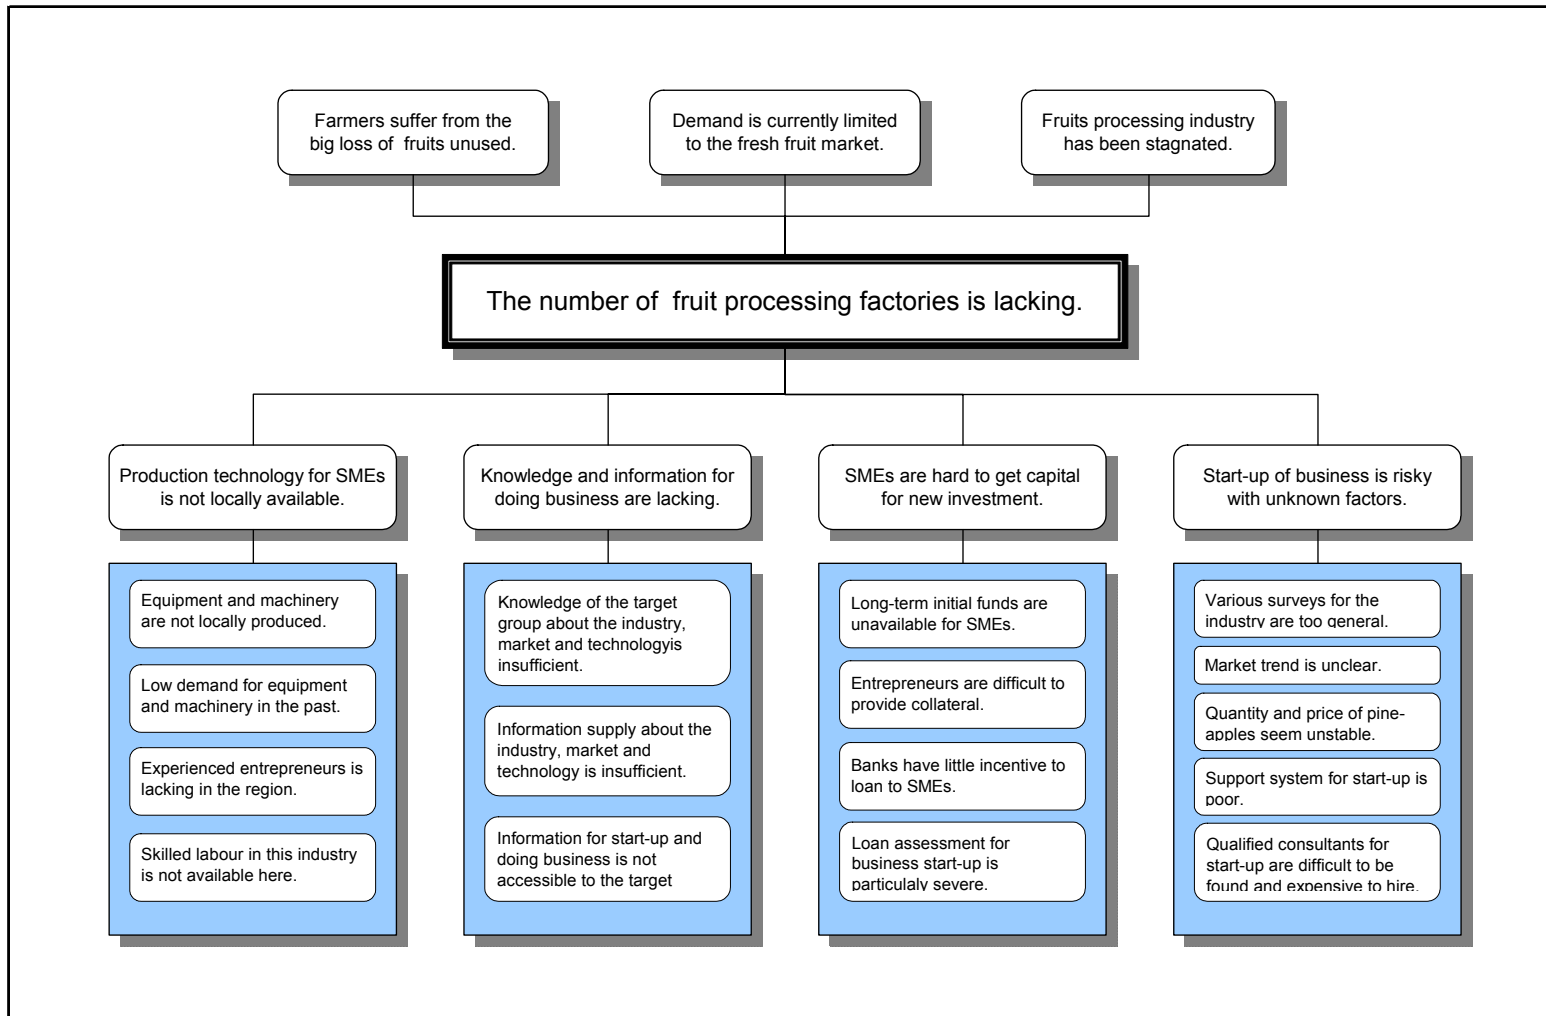 Farmers suffer from the
big loss of fruits unused.
Demand is currently limited
to the fresh fruit market.
Fruits processing industry
has been stagnated.
The number of fruit processing factories is lacking.
Production technology for SMEs
is not locally available.
Knowledge and information for
doing business are lacking.
SMEs are hard to get capital
for new investment.
Start-up of business is risky
with unknown factors.
Equipment and machinery
are not locally produced.
Low demand for equipment
and machinery in the past.
Experienced entrepreneurs is
lacking in the region.
Skilled labour in this industry
is not available here.
Knowledge of the target
group about the industry,
market and technologyis
insufficient.
Information supply about the
industry, market and
technology is insufficient.
Information for start-up and
doing business is not
accessible to the target
Long-term initial funds are
unavailable for SMEs.
Entrepreneurs are difficult to
provide collateral.
Banks have little incentive to
loan to SMEs.
Loan assessment for
business start-up is
particulaly severe.
Various surveys for the
industry are too general.
Market trend is unclear.
Quantity and price of pine-
apples seem unstable.
Support system for start-up is
poor.
Qualified consultants for
start-up are difficult to be
found and expensive to hire.